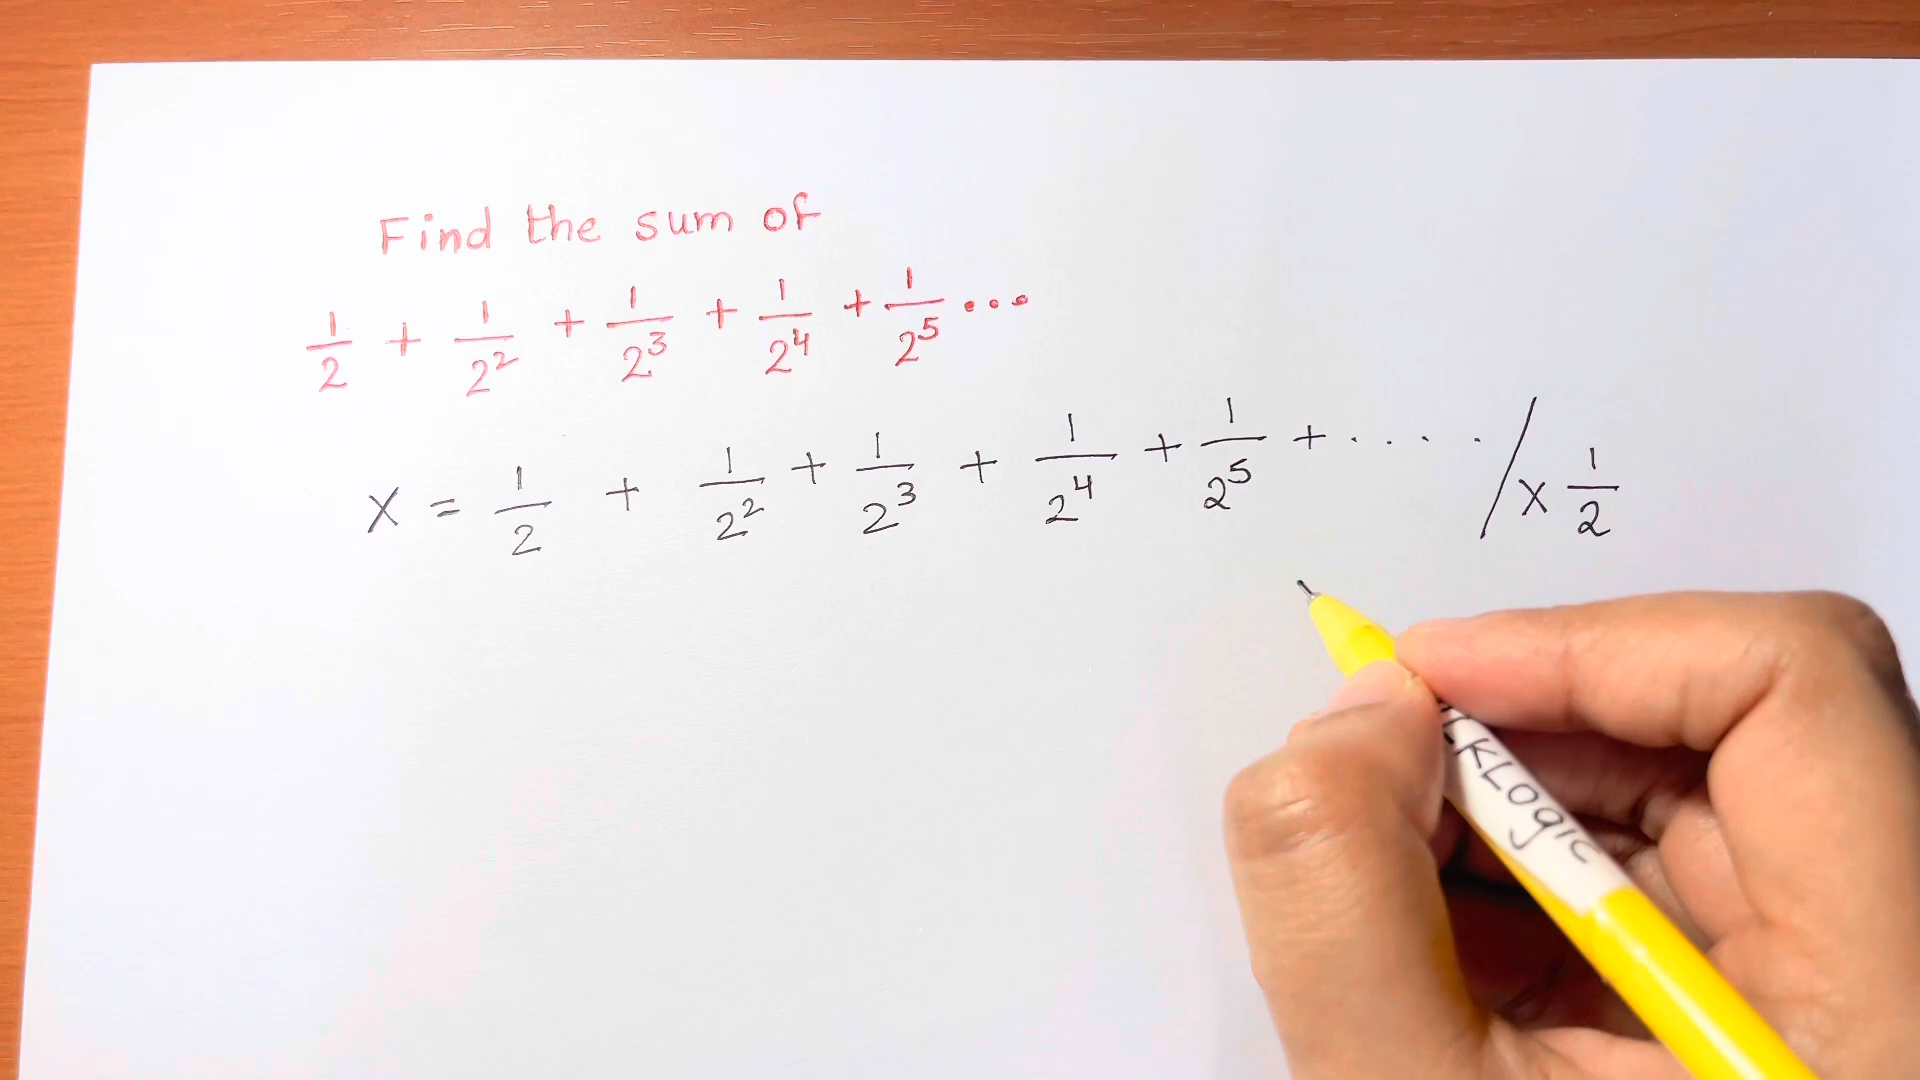 Find the sum of
1/2 + 1/2² + 1/2³ + 1/2⁴ + 1/2⁵ ...
x = 1/2 + 1/2² + 1/2³ + 1/2⁴ + 1/2⁵ + ..... / x 1/2